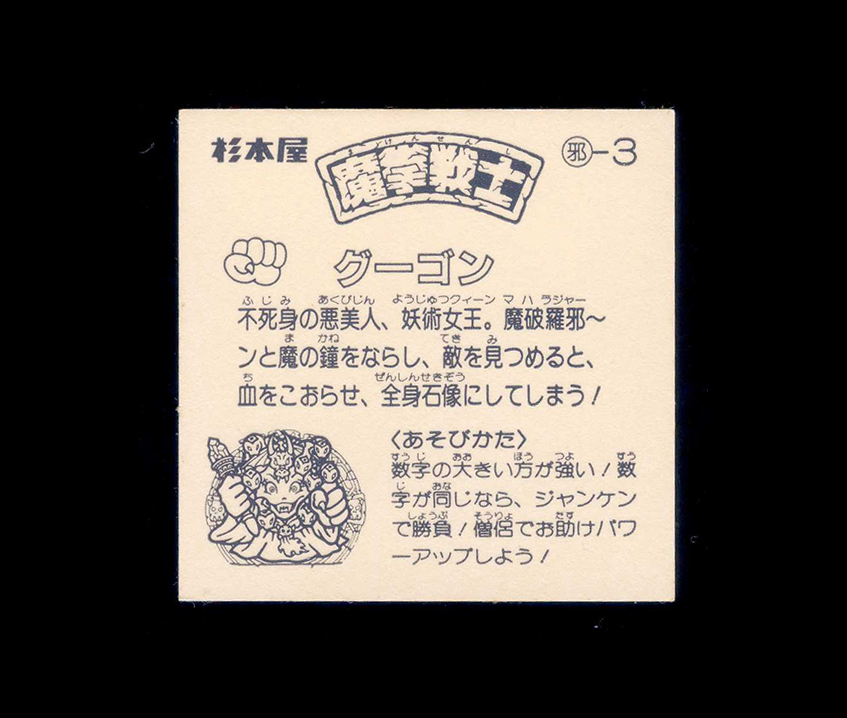 杉本屋
まどけんせんし
魔拳戦士
邪-3
グーゴン
ふじみ あくびじん ようじゅつクィーン マハラジャー
不死身の悪美人、妖術女王。魔破羅邪〜
ま かね てき み
ンと魔の鐘をならし、敵を見つめると、
ち ぜんしんせきぞう
血をこおらせ、全身石像にしてしまう!
〈あそびかた〉
すうじ おお ほう つよ すう
数字の大きい方が強い!数
じ おな
字が同じなら、ジャンケン
しょうぶ そうりょ たす
で勝負!僧侶でお助けパワ
ーアップしよう!